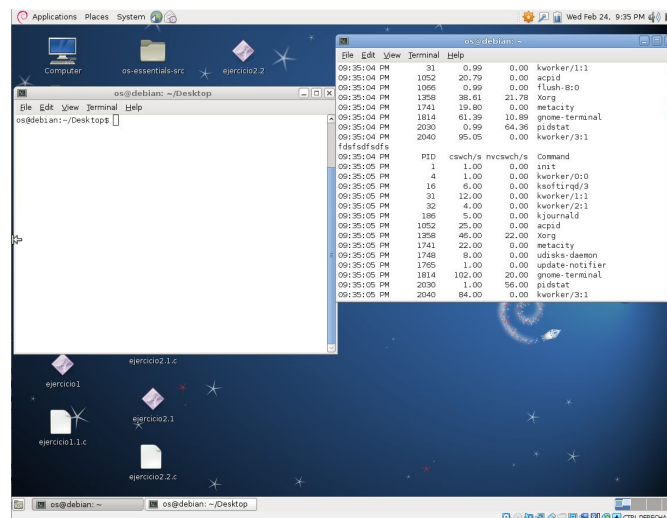 Applications Places System
Wed Feb 24, 9:35 PM
Computer
os-essentials-src
ejercicio2.2
os@debian: ~/Desktop
File Edit View Terminal Help
os@debian:~/Desktop$
os@debian: ~
File Edit View Terminal Help
09:35:04 PM 31 0.99 0.00 kworker/1:1
09:35:04 PM 1052 20.79 0.00 acpid
09:35:04 PM 1066 0.99 0.00 flush-8:0
09:35:04 PM 1358 38.61 21.78 Xorg
09:35:04 PM 1741 19.80 0.00 metacity
09:35:04 PM 1814 61.39 10.89 gnome-terminal
09:35:04 PM 2030 0.99 64.36 pidstat
09:35:04 PM 2040 95.05 0.00 kworker/3:1
fdsfsdfsdfs
09:35:04 PM PID cswch/s nvcswch/s Command
09:35:05 PM 1 1.00 0.00 init
09:35:05 PM 4 1.00 0.00 kworker/0:0
09:35:05 PM 16 6.00 0.00 ksoftirqd/3
09:35:05 PM 31 12.00 0.00 kworker/1:1
09:35:05 PM 32 4.00 0.00 kworker/2:1
09:35:05 PM 186 5.00 0.00 kjournald
09:35:05 PM 1052 25.00 0.00 acpid
09:35:05 PM 1358 46.00 22.00 Xorg
09:35:05 PM 1741 22.00 0.00 metacity
09:35:05 PM 1748 8.00 0.00 udisks-daemon
09:35:05 PM 1765 1.00 0.00 update-notifier
09:35:05 PM 1814 102.00 20.00 gnome-terminal
09:35:05 PM 2030 1.00 56.00 pidstat
09:35:05 PM 2040 84.00 0.00 kworker/3:1
ejercicio2.1.c
ejercicio1
ejercicio2.1
ejercicio1.1.c
ejercicio2.2.c
os@debian: ~
os@debian: ~/Desktop
CTRL DERECHA